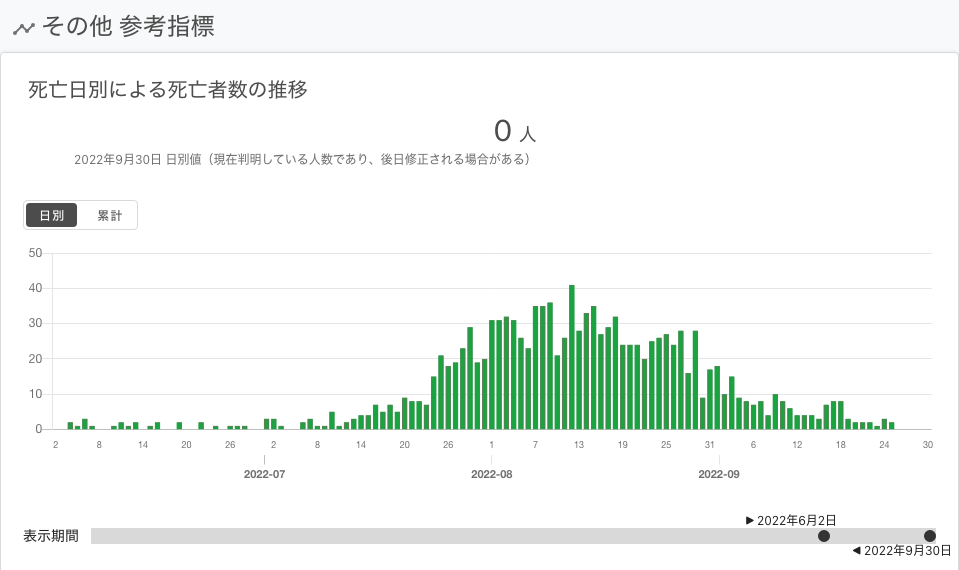 その他 参考指標
死亡日別による死亡者数の推移
0 人
2022年9月30日 日別値（現在判明している人数であり、後日修正される場合がある）
日別 累計
50
40
30
20
10
0
2 8 14 20 26 2 8 14 20 26 1 7 13 19 25 31 6 12 18 24 30
2022-07 2022-08 2022-09
▶ 2022年6月2日
表示期間
◀ 2022年9月30日